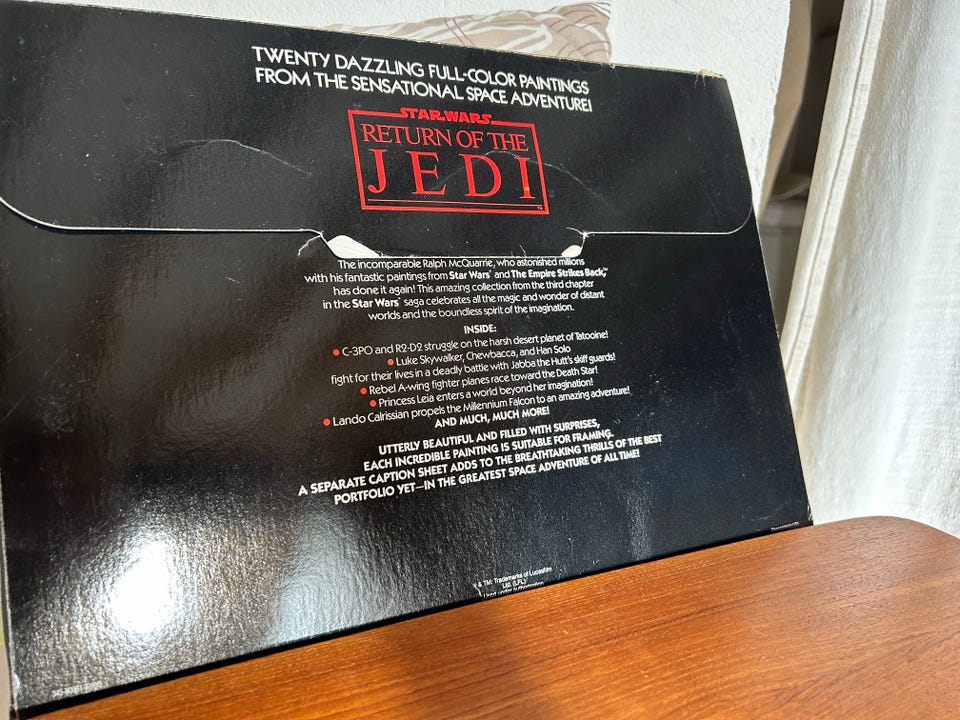 TWENTY DAZZLING FULL-COLOR PAINTINGS
FROM THE SENSATIONAL SPACE ADVENTURE!
STAR WARS
RETURN OF THE
JEDI
TM
The incomparable Ralph McQuarrie, who astonished millions
with his fantastic paintings from Star Wars® and The Empire Strikes Back,™
has done it again! This amazing collection from the third chapter
in the Star Wars® saga celebrates all the magic and wonder of distant
worlds and the boundless spirit of the imagination.
INSIDE:
• C-3PO and R2-D2 struggle on the harsh desert planet of Tatooine!
• Luke Skywalker, Chewbacca, and Han Solo
fight for their lives in a deadly battle with Jabba the Hutt's skiff guards!
• Rebel A-wing fighter planes race toward the Death Star!
• Princess Leia enters a world beyond her imagination!
• Lando Calrissian propels the Millennium Falcon to an amazing adventure!
AND MUCH, MUCH MORE!
UTTERLY BEAUTIFUL AND FILLED WITH SURPRISES,
EACH INCREDIBLE PAINTING IS SUITABLE FOR FRAMING.
A SEPARATE CAPTION SHEET ADDS TO THE BREATHTAKING THRILLS OF THE BEST
PORTFOLIO YET—IN THE GREATEST SPACE ADVENTURE OF ALL TIME!
& TM: Trademarks of Lucasfilm
Ltd. (LFL)
Used under authorization